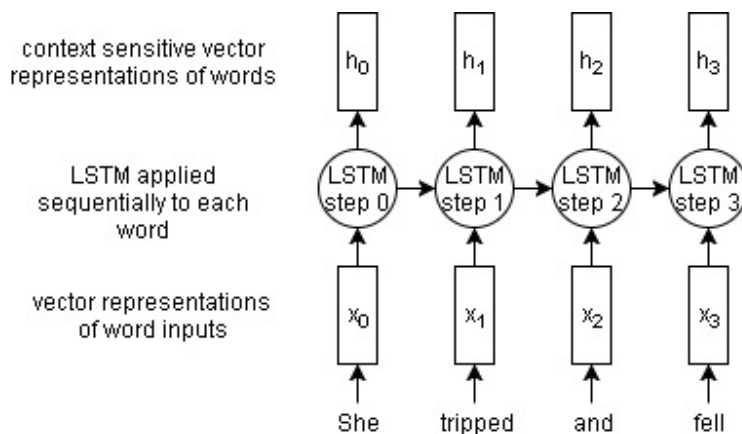 context sensitive vector
representations of words
h0 h1 h2 h3
LSTM applied
sequentially to each
word
LSTM step 0
LSTM step 1
LSTM step 2
LSTM step 3
vector representations
of word inputs
x0 x1 x2 x3
She tripped and fell